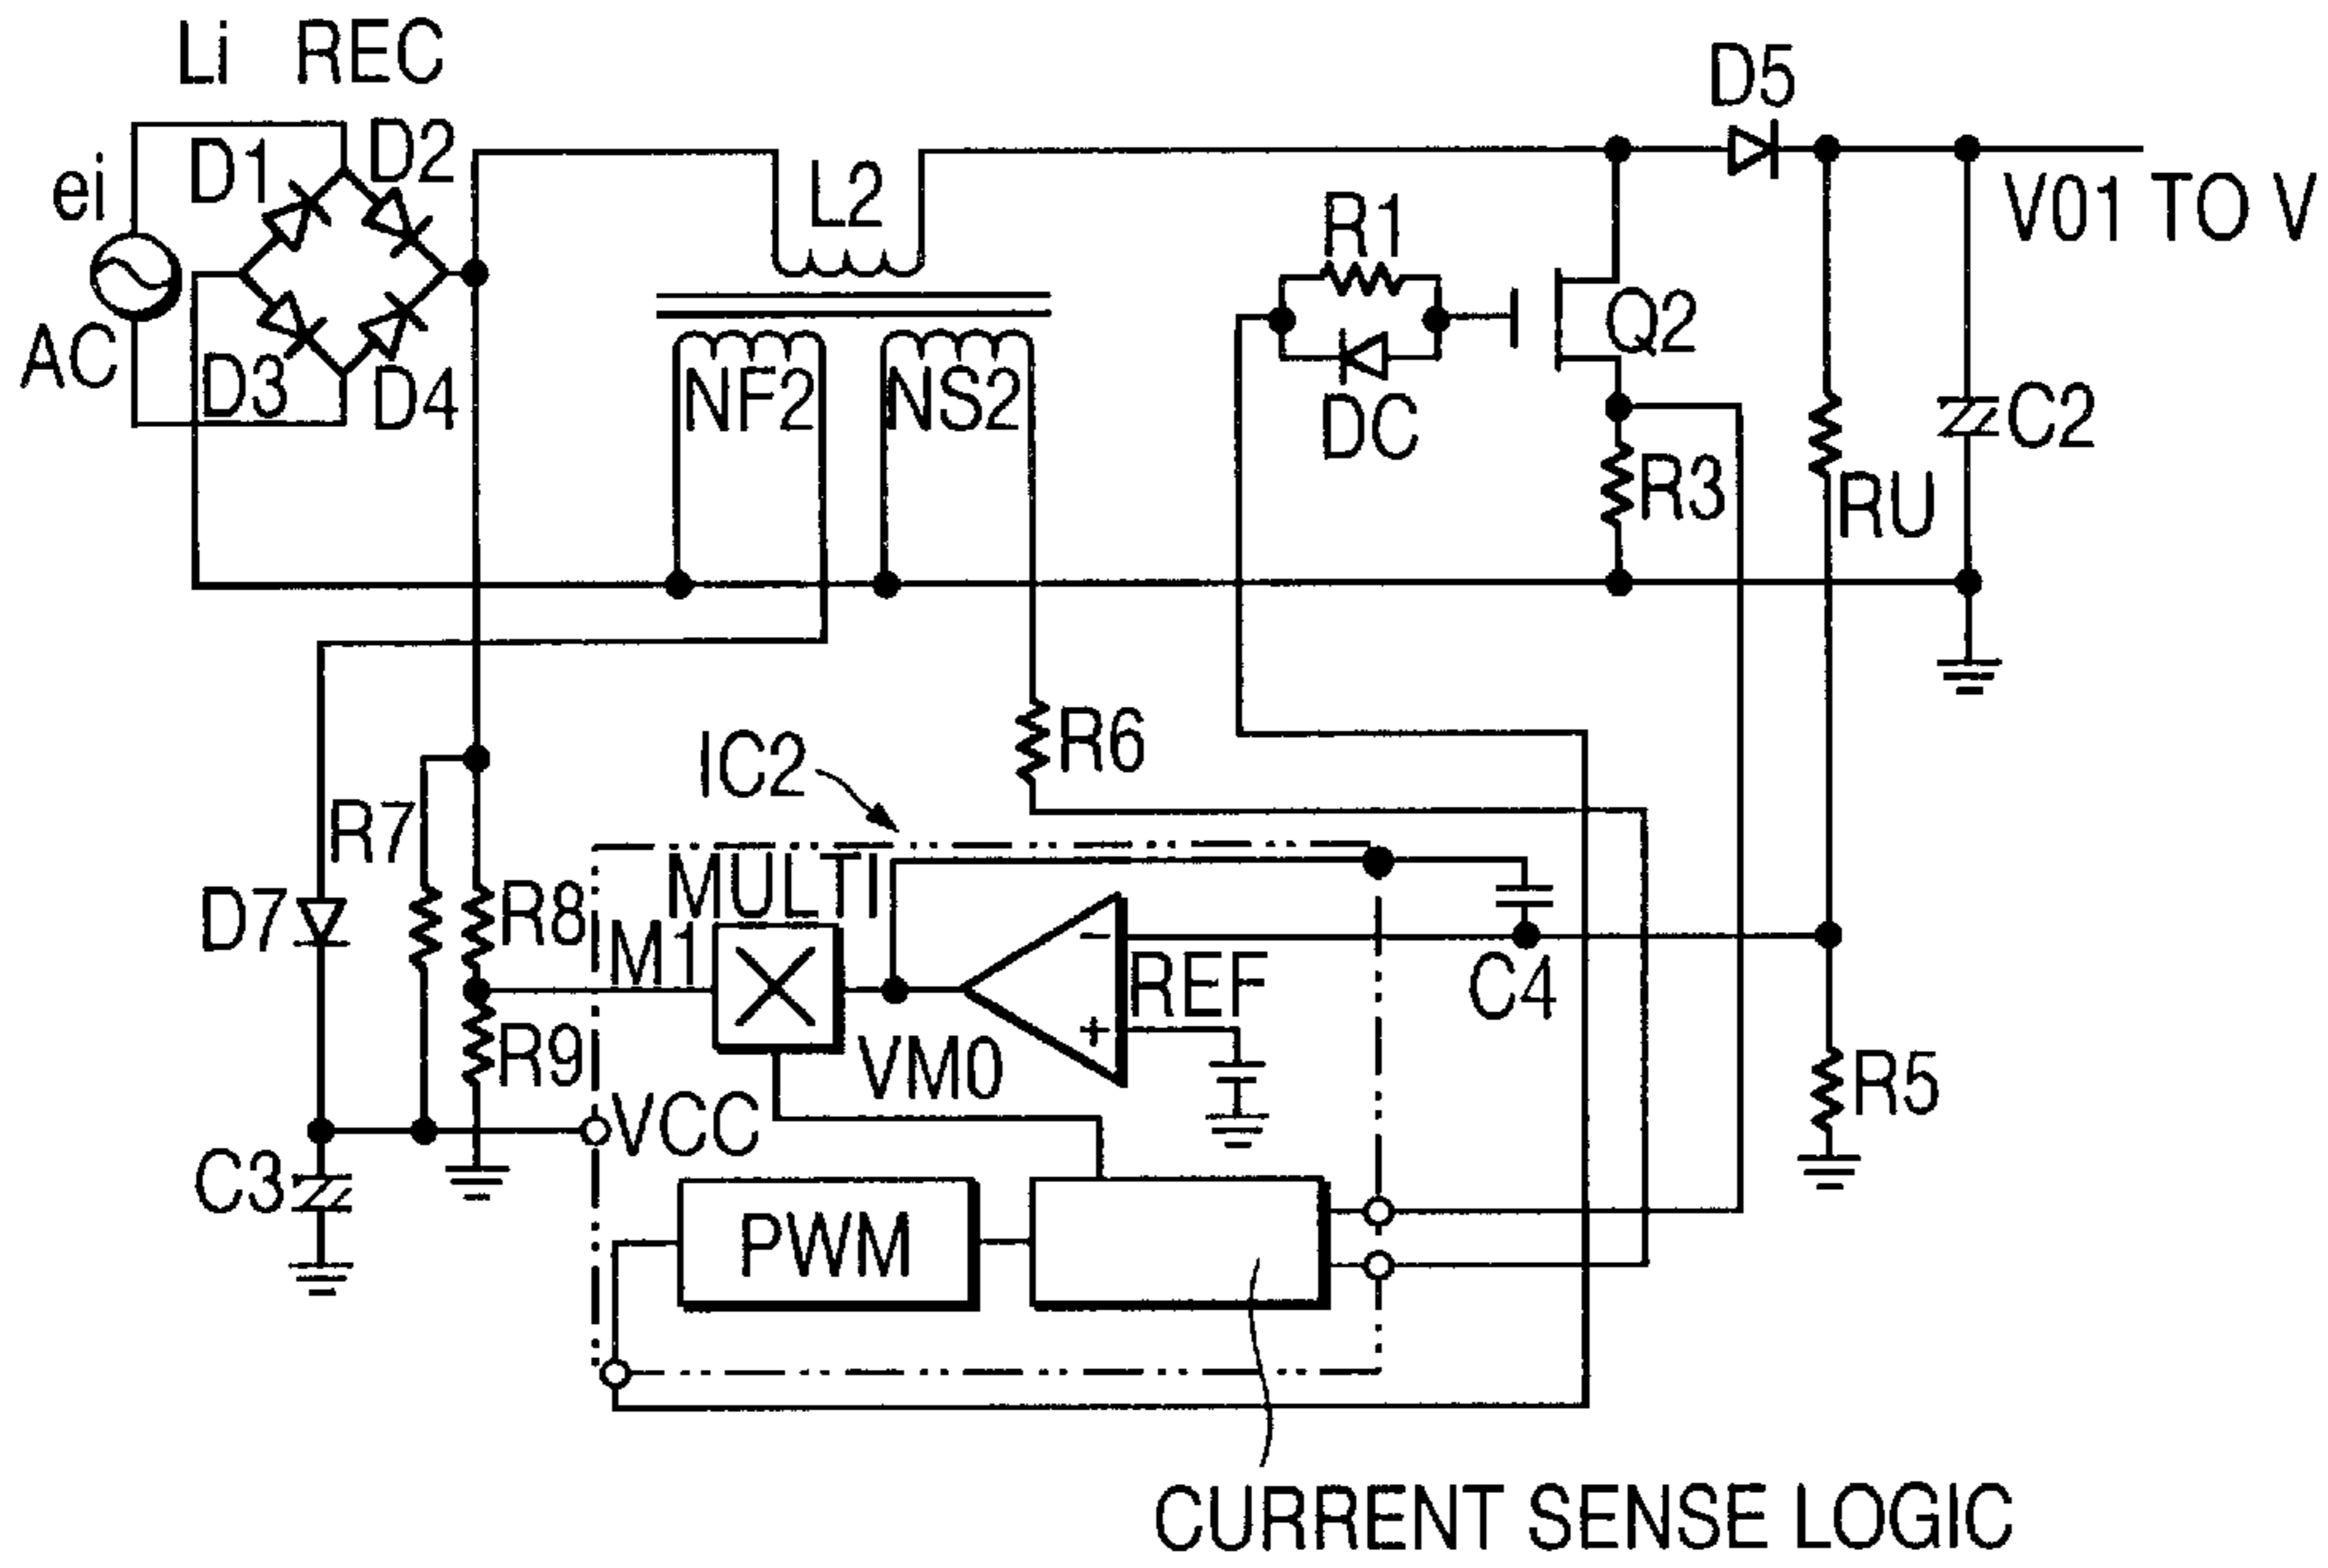 Li REC
D5
D1
D2
ei
L2
V01 TO V
R1
Q2
AC
D3
D4
NF2
NS2
DC
C2
R3
RU
R6
IC2
R7
MULTI
D7
R8
M1
REF
C4
R9
VM0
R5
VCC
C3
PWM
CURRENT SENSE LOGIC